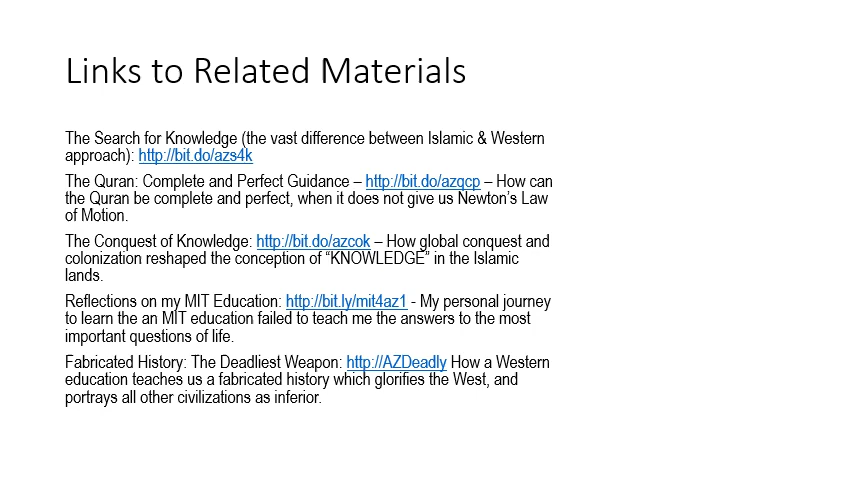 Links to Related Materials
The Search for Knowledge (the vast difference between Islamic & Western
approach): http://bit.do/azs4k
The Quran: Complete and Perfect Guidance – http://bit.do/azqcp – How can
the Quran be complete and perfect, when it does not give us Newton's Law
of Motion.
The Conquest of Knowledge: http://bit.do/azcok – How global conquest and
colonization reshaped the conception of “KNOWLEDGE” in the Islamic
lands.
Reflections on my MIT Education: http://bit.ly/mit4az1 - My personal journey
to learn the an MIT education failed to teach me the answers to the most
important questions of life.
Fabricated History: The Deadliest Weapon: http://AZDeadly How a Western
education teaches us a fabricated history which glorifies the West, and
portrays all other civilizations as inferior.